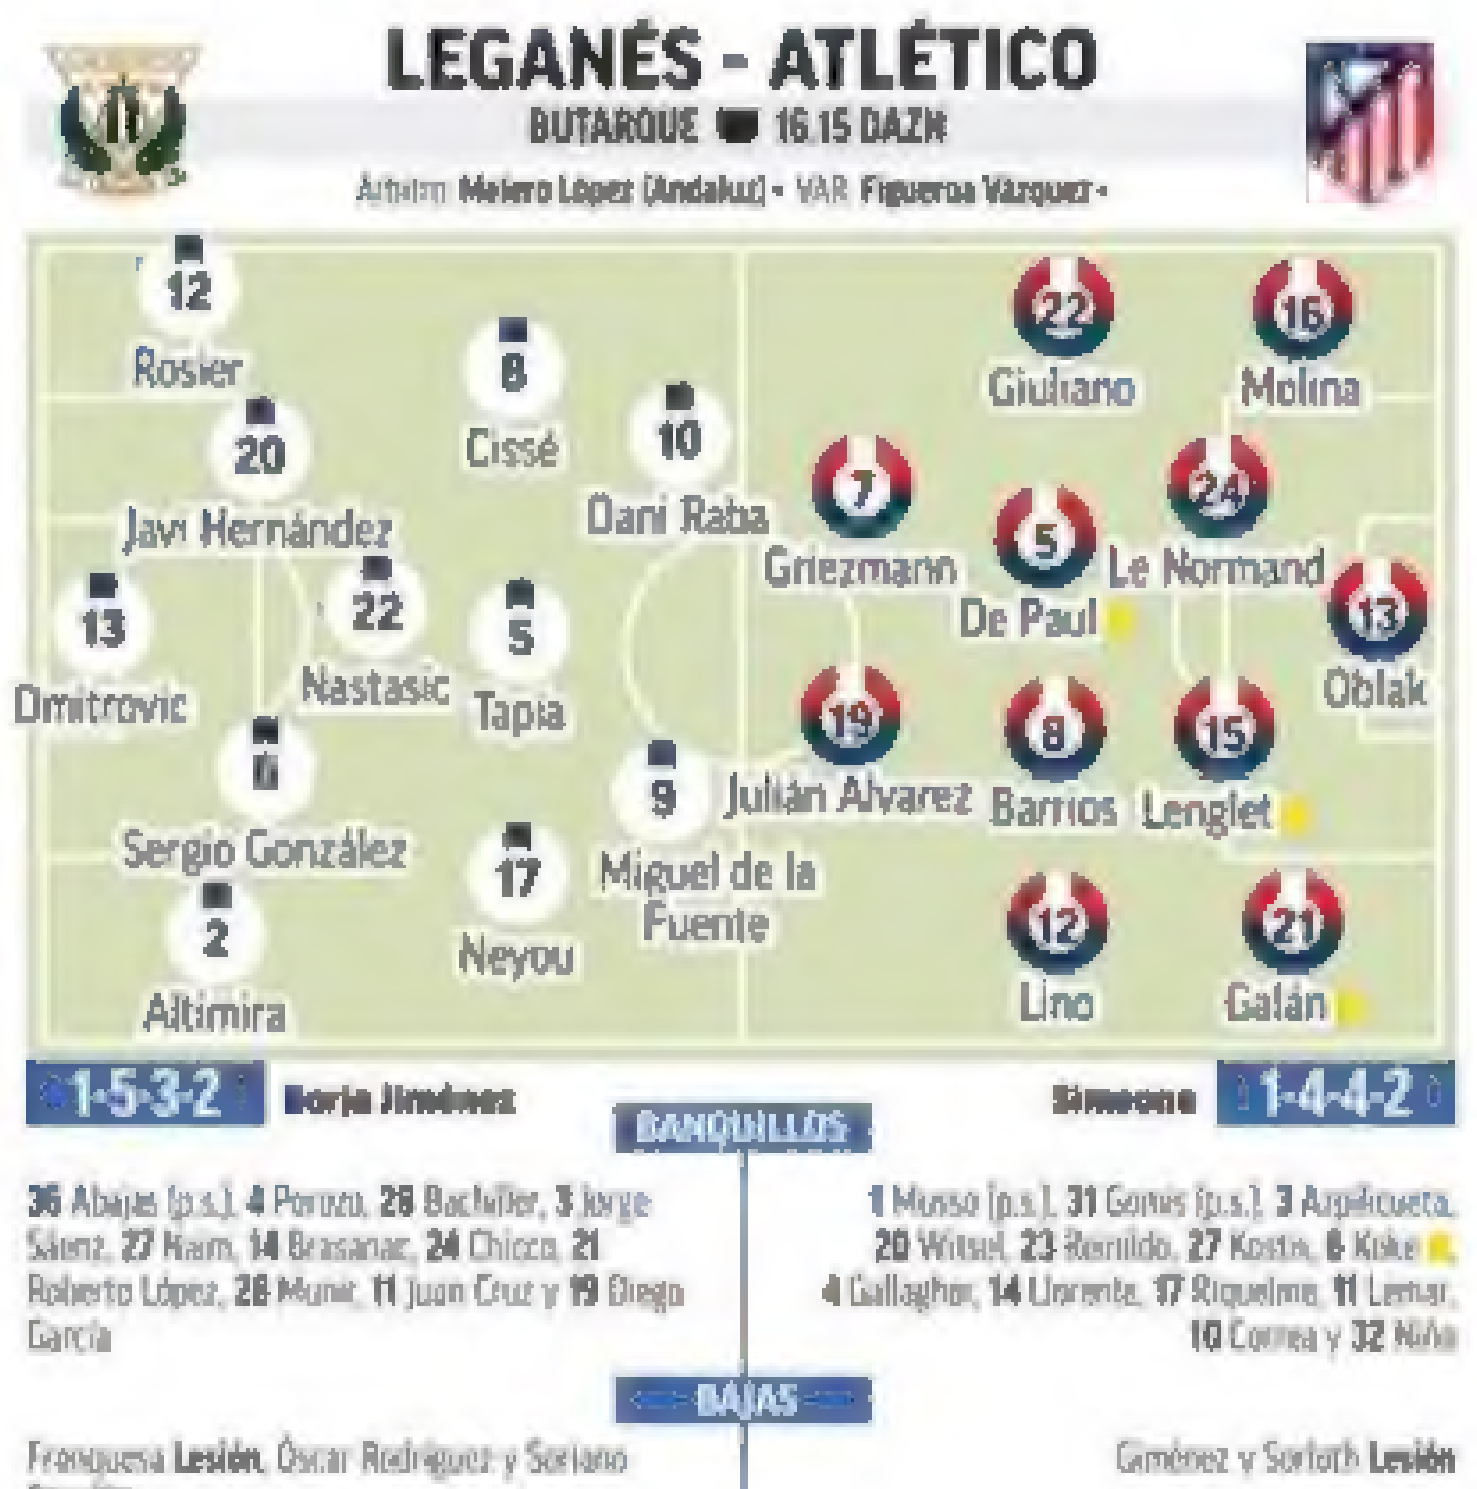 LEGANÉS - ATLÉTICO
BUTARQUE 16.15 DAZN
Árbitro Melero López (Andaluz) • VAR Figueroa Vázquez •
12
Rosier
20
Javi Hernández
13
Dmitrovic
22
Nastasic
6
Sergio González
2
Altimira
8
Cissé
5
Tapia
17
Neyou
10
Dani Raba
9
Miguel de la
Fuente
7
Griezmann
19
Julián Alvarez
22
Giuliano
5
De Paul
8
Barrios
12
Lino
16
Molina
24
Le Normand
15
Lenglet
21
Galán
13
Oblak
1-5-3-2 Borja Jiménez
Simeone 1-4-4-2
BANQUILLOS
36 Abajas (p.s.), 4 Porozo, 3 Jorge
Sáenz, 27 Naim, 14 Brasanac, 24 Chicco, 21
Roberto López, 28 Munir, 11 Juan Cruz y 19 Diego
García
1 Musso (p.s.), 31 Gomis (p.s.), 3 Azpilicueta,
20 Witsel, 23 Reinildo, 27 Kostis, 6 Koke,
4 Gallagher, 14 Llorente, 17 Riquelme, 11 Lemar,
10 Correa y 32 Niño
BAJAS
Franquesa Lesión, Óscar Rodríguez y Soriano
Giménez y Sorloth Lesión